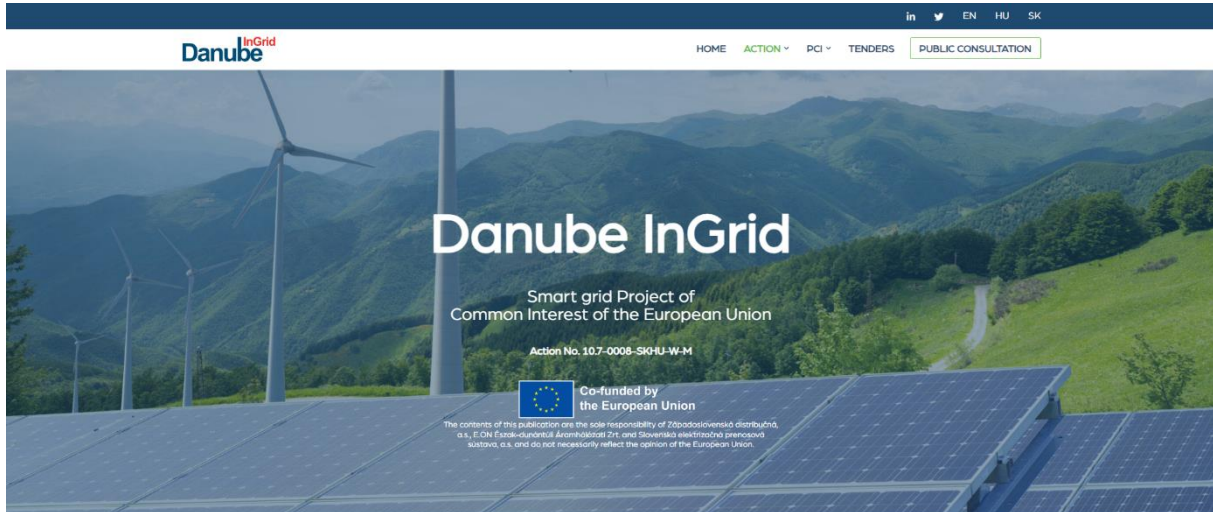 in EN HU SK
Danube InGrid
HOME ACTION PCI TENDERS PUBLIC CONSULTATION
Danube InGrid
Smart grid Project of
Common Interest of the European Union
Action No. 10.7-0008-SKHU-W-M
Co-funded by
the European Union
The contents of this publication are the sole responsibility of Západoslovenská distribučná,
a.s., E.ON Észak-dunántúli Áramhálózati Zrt. and Slovenská elektrizačná prenosová
sústava, a.s. and do not necessarily reflect the opinion of the European Union.